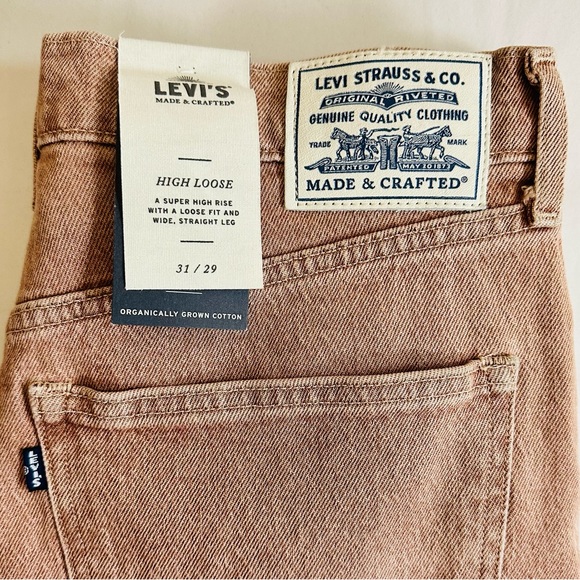 LEVI'S
MADE & CRAFTED®
HIGH LOOSE
A SUPER HIGH RISE
WITH A LOOSE FIT AND
WIDE, STRAIGHT LEG
31 / 29
ORGANICALLY GROWN COTTON
LEVI STRAUSS & CO.
ORIGINAL RIVETED
GENUINE QUALITY CLOTHING
TRADE MARK
PATENTED MAY 20 187
MADE & CRAFTED®
LEVI'S